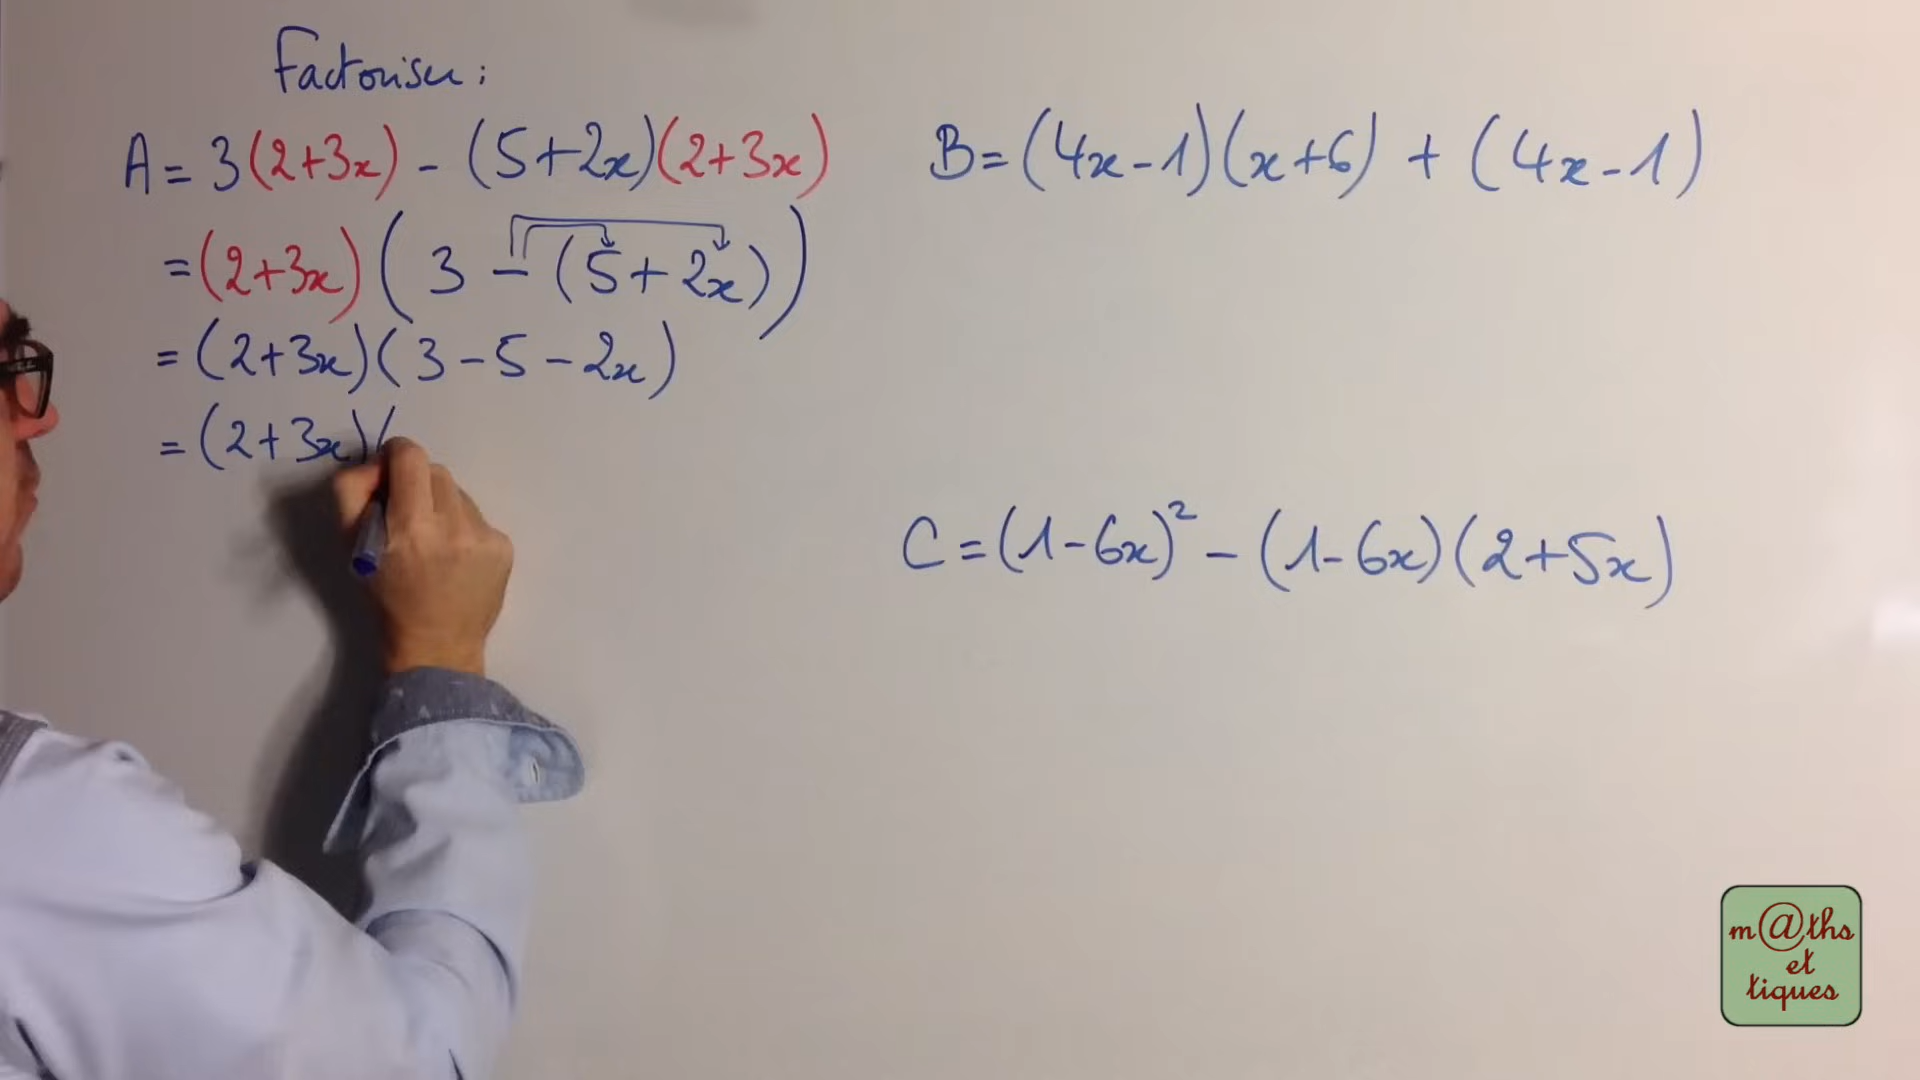 Factoriser :
A = 3(2+3x) - (5+2x)(2+3x)
= (2+3x)(3 - (5+2x))
= (2+3x)(3-5-2x)
= (2+3x)(
B = (4x-1)(x+6) + (4x-1)
C = (1-6x)² - (1-6x)(2+5x)
m@ths
et
tiques